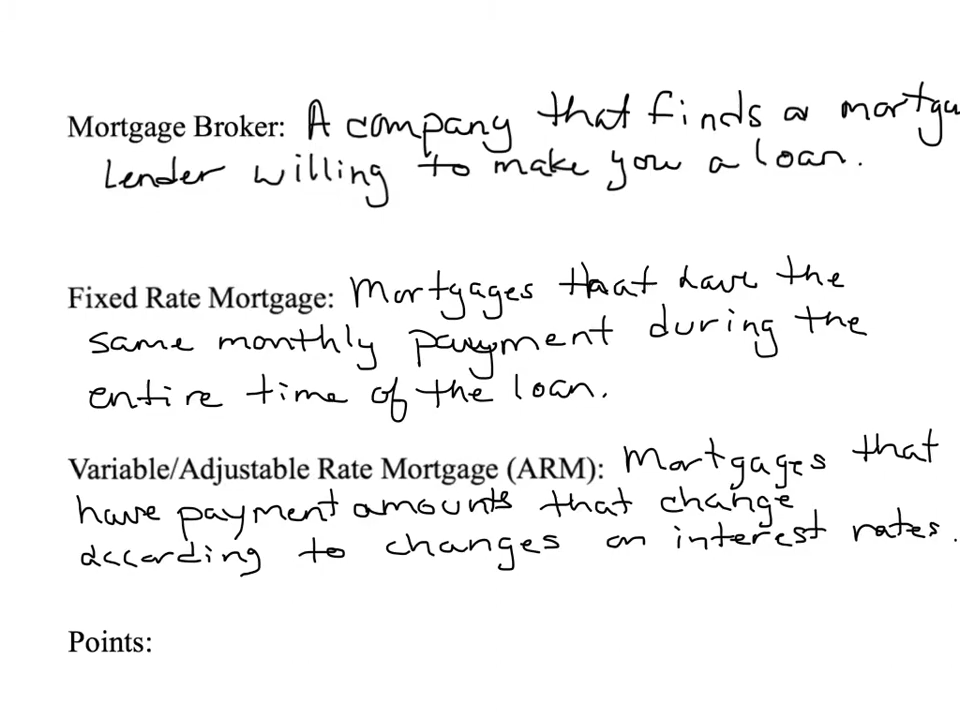 Mortgage Broker: A company that finds a mortga
Lender willing to make you a loan.
Fixed Rate Mortgage: Mortgages that have the
same monthly payment during the
entire time of the loan.
Variable/Adjustable Rate Mortgage (ARM): Mortgages that
have payment amounts that change
according to changes on interest rates.
Points: